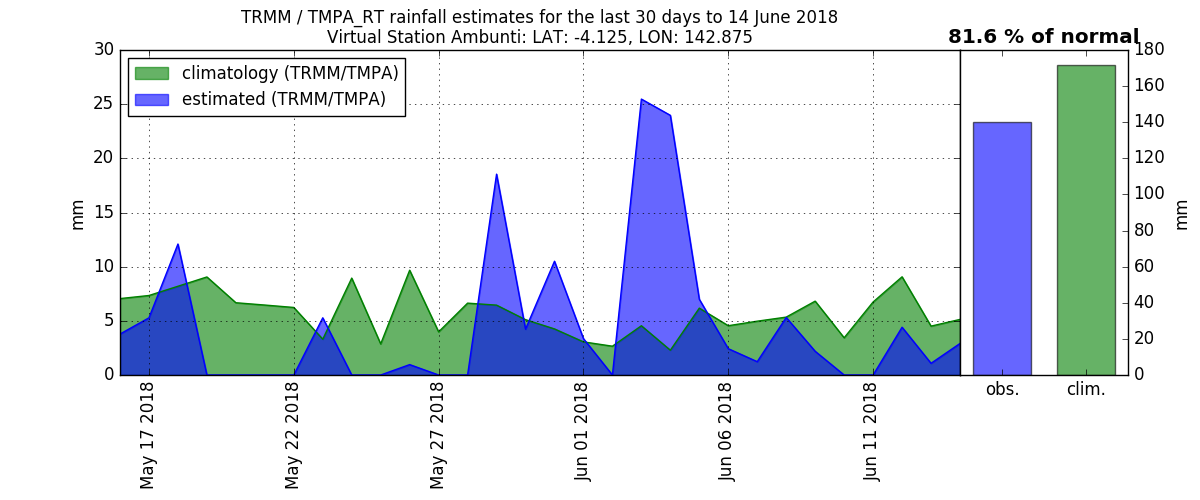 TRMM / TMPA_RT rainfall estimates for the last 30 days to 14 June 2018
Virtual Station Ambunti: LAT: -4.125, LON: 142.875
81.6 % of normal
climatology (TRMM/TMPA)
estimated (TRMM/TMPA)
30
25
20
15
10
5
0
mm
May 17 2018
May 22 2018
May 27 2018
Jun 01 2018
Jun 06 2018
Jun 11 2018
obs.
clim.
180
160
140
120
100
80
60
40
20
0
mm